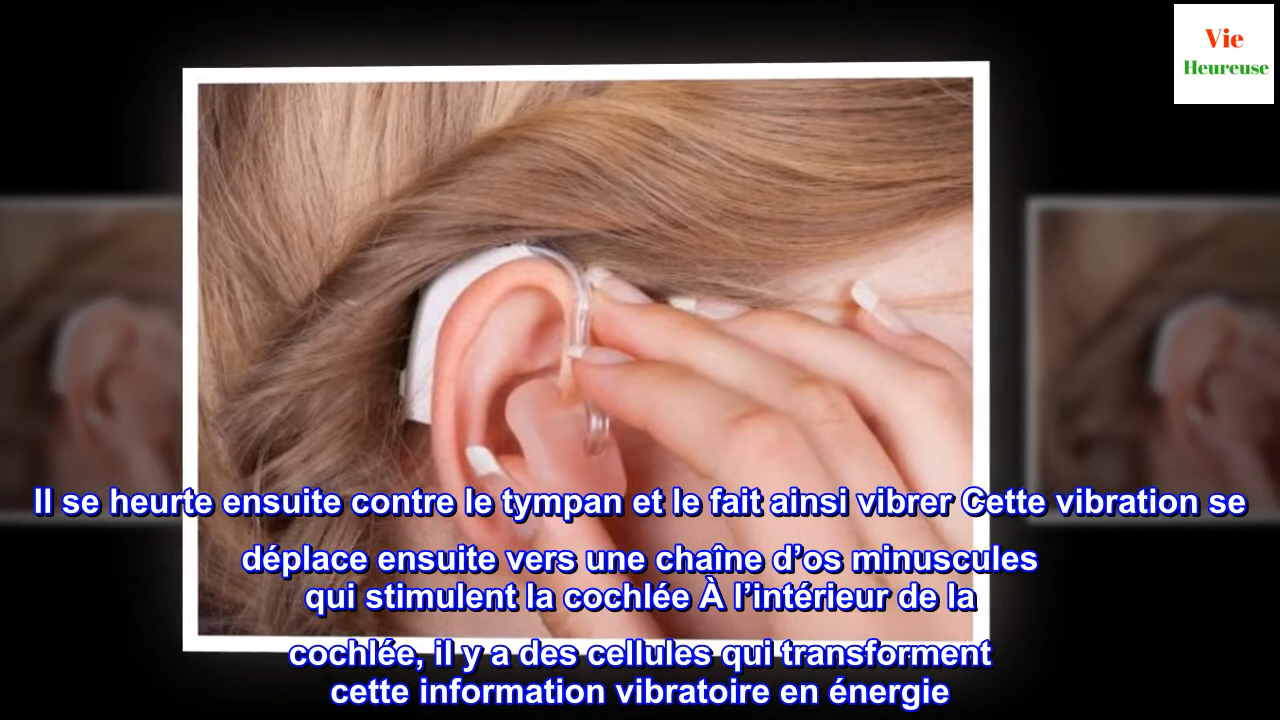 Vie
Heureuse
Il se heurte ensuite contre le tympan et le fait ainsi vibrer Cette vibration se
déplace ensuite vers une chaîne d’os minuscules
qui stimulent la cochlée À l’intérieur de la
cochlée, il y a des cellules qui transforment
cette information vibratoire en énergie